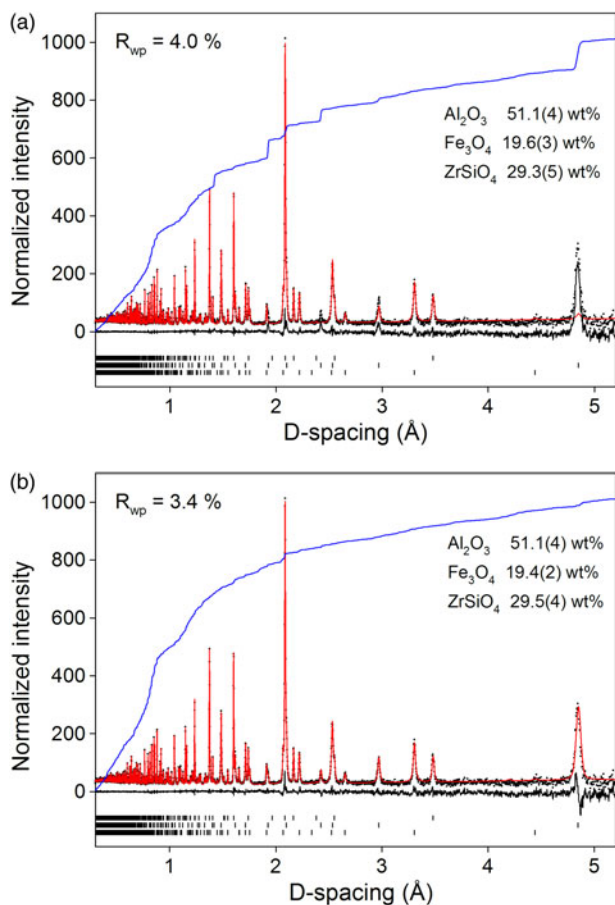 (a)
R_wp = 4.0 %
Al₂O₃ 51.1(4) wt%
Fe₃O₄ 19.6(3) wt%
ZrSiO₄ 29.3(5) wt%
Normalized intensity
1000
800
600
400
200
0
1 2 3 4 5
D-spacing (Å)
(b)
R_wp = 3.4 %
Al₂O₃ 51.1(4) wt%
Fe₃O₄ 19.4(2) wt%
ZrSiO₄ 29.5(4) wt%
Normalized intensity
1000
800
600
400
200
0
1 2 3 4 5
D-spacing (Å)